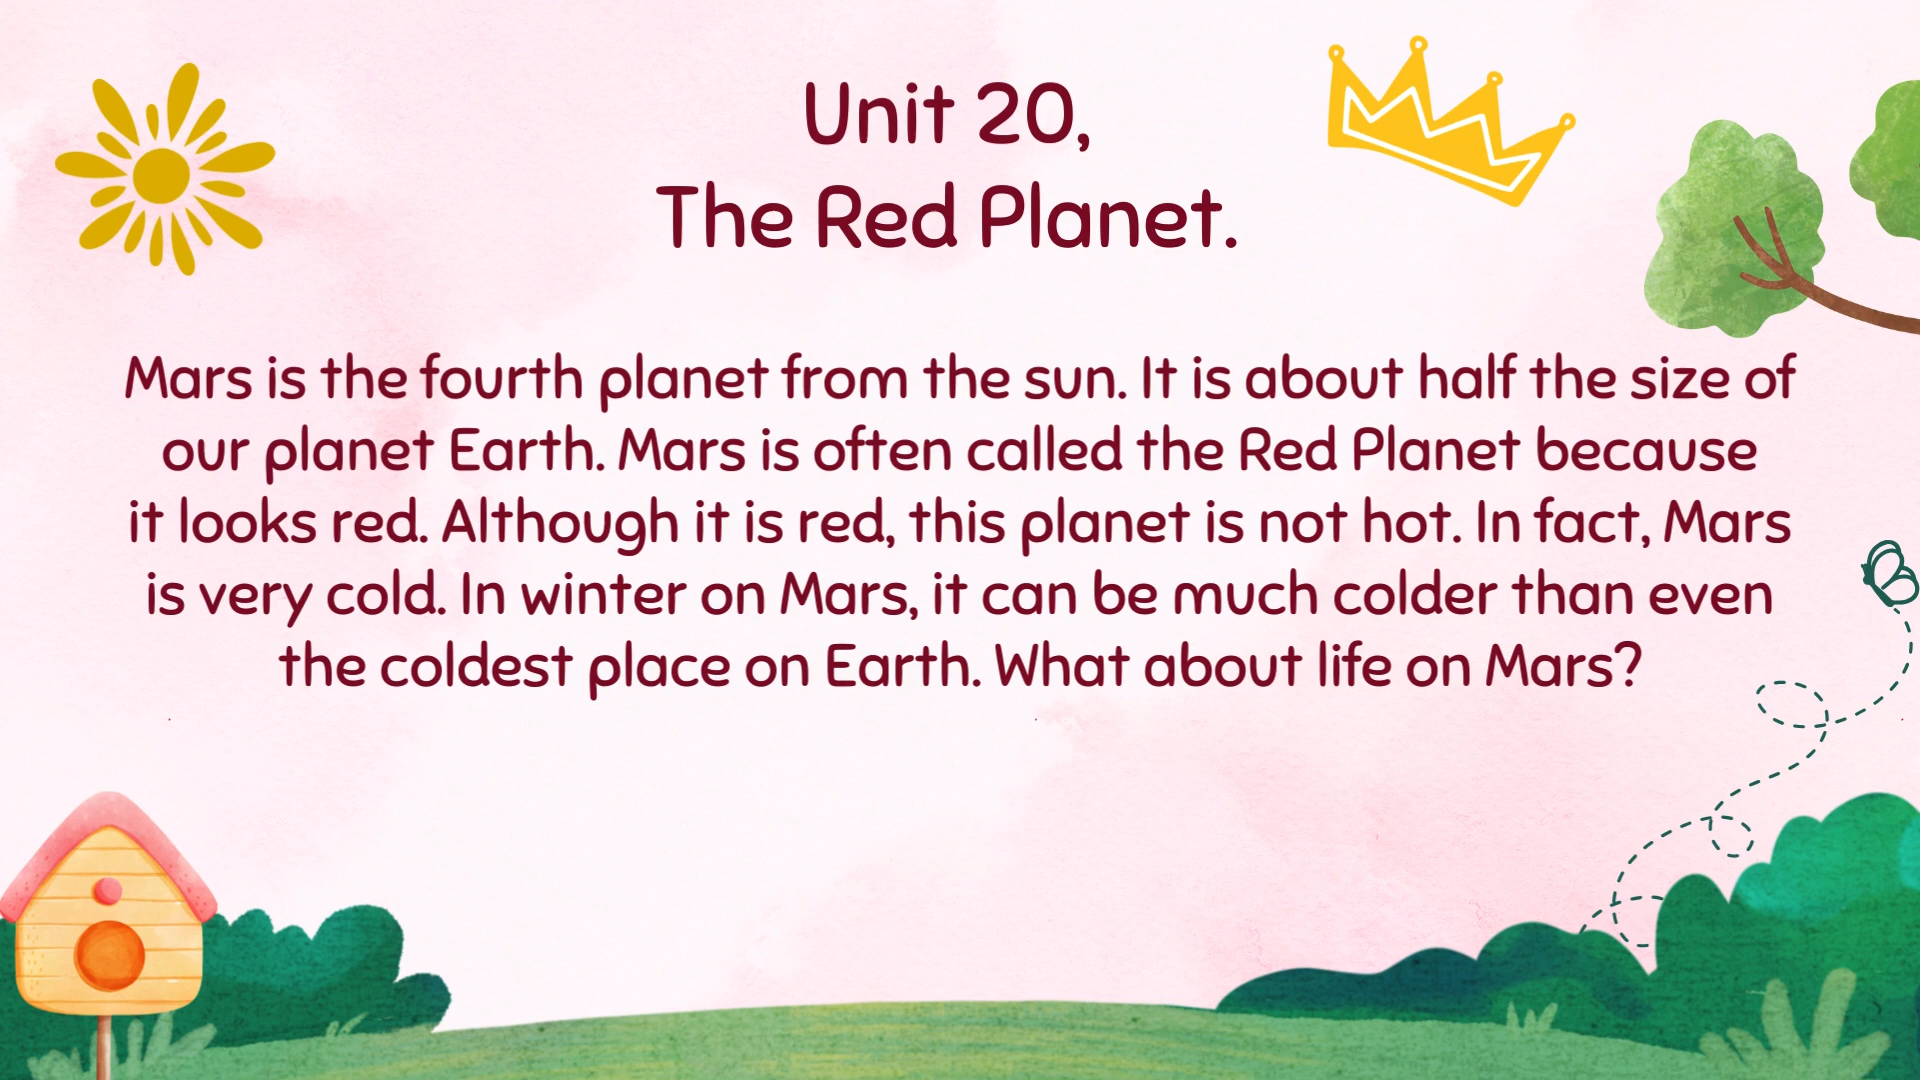 Unit 20,
The Red Planet.
Mars is the fourth planet from the sun. It is about half the size of
our planet Earth. Mars is often called the Red Planet because
it looks red. Although it is red, this planet is not hot. In fact, Mars
is very cold. In winter on Mars, it can be much colder than even
the coldest place on Earth. What about life on Mars?